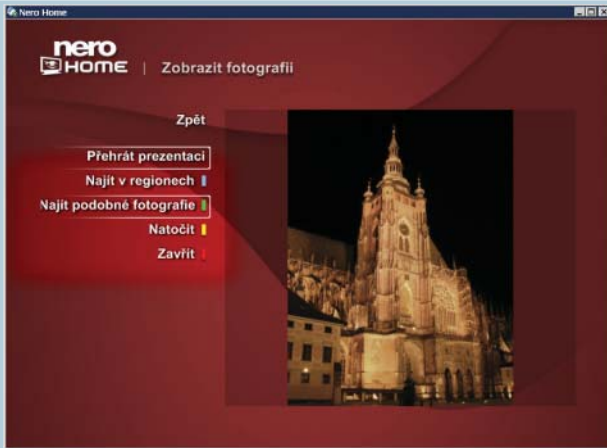 Nero Home
nero
HOME | Zobrazit fotografii
Zpět
Přehrát prezentaci
Najít v regionech
Najít podobné fotografie
Natočit
Zavřít